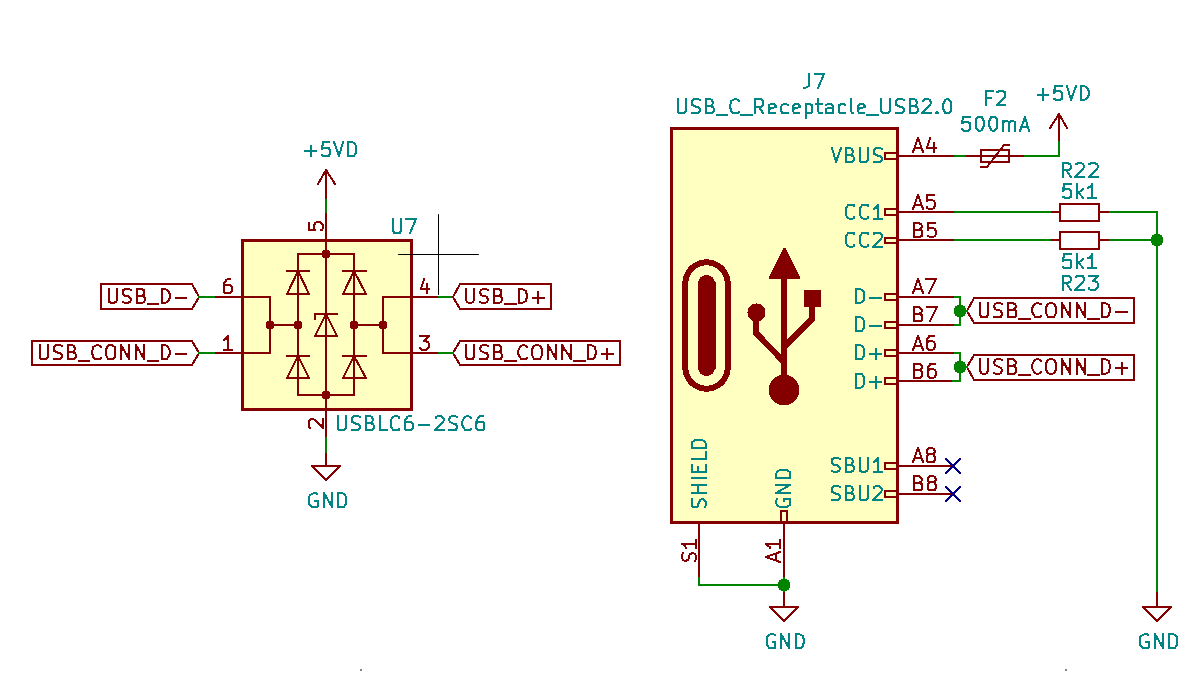 +5VD
5
U7
6
USB_D-
4
USB_D+
1
USB_CONN_D-
3
USB_CONN_D+
2
USBLC6-2SC6
GND
J7
USB_C_Receptacle_USB2.0
F2
500mA
+5VD
VBUS
A4
R22
5k1
CC1
A5
CC2
B5
5k1
R23
D-
A7
USB_CONN_D-
D-
B7
D+
A6
USB_CONN_D+
D+
B6
SBU1
A8
SBU2
B8
SHIELD
GND
S1
A1
GND
GND